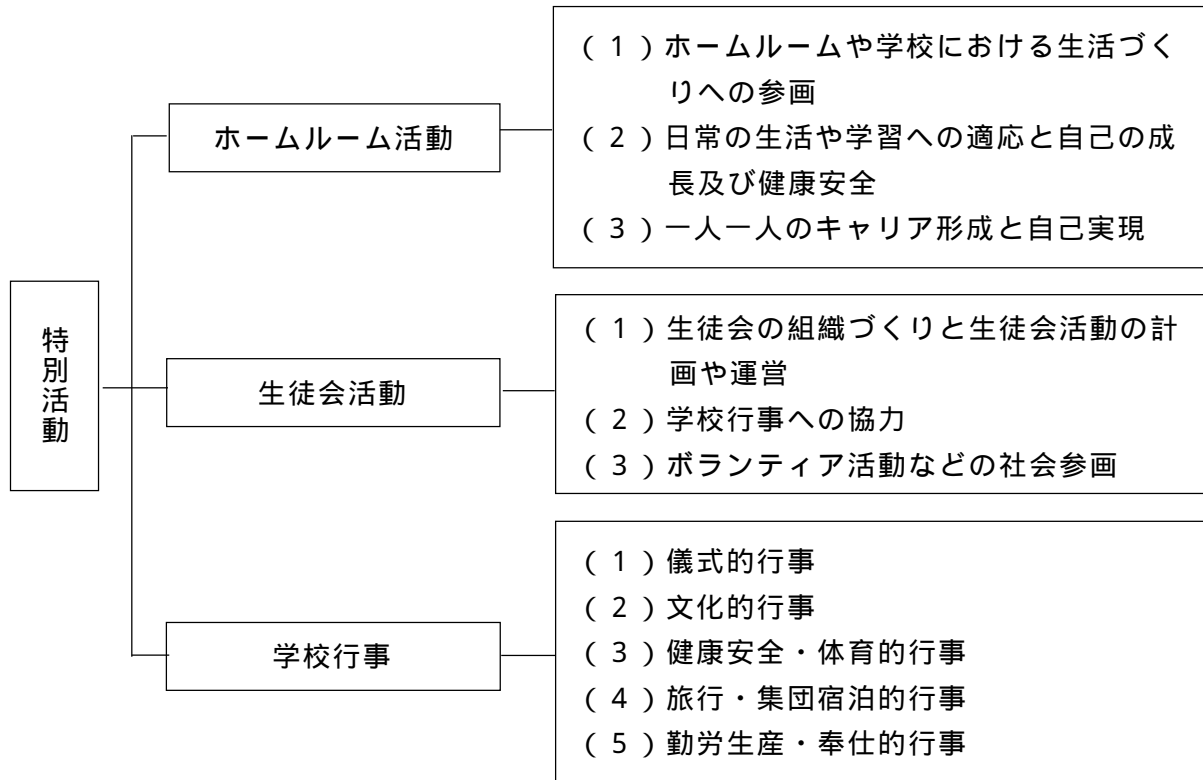 特別活動
ホームルーム活動
(1)ホームルームや学校における生活づく
りへの参画
(2)日常の生活や学習への適応と自己の成
長及び健康安全
(3)一人一人のキャリア形成と自己実現
生徒会活動
(1)生徒会の組織づくりと生徒会活動の計
画や運営
(2)学校行事への協力
(3)ボランティア活動などの社会参画
学校行事
(1)儀式的行事
(2)文化的行事
(3)健康安全・体育的行事
(4)旅行・集団宿泊的行事
(5)勤労生産・奉仕的行事